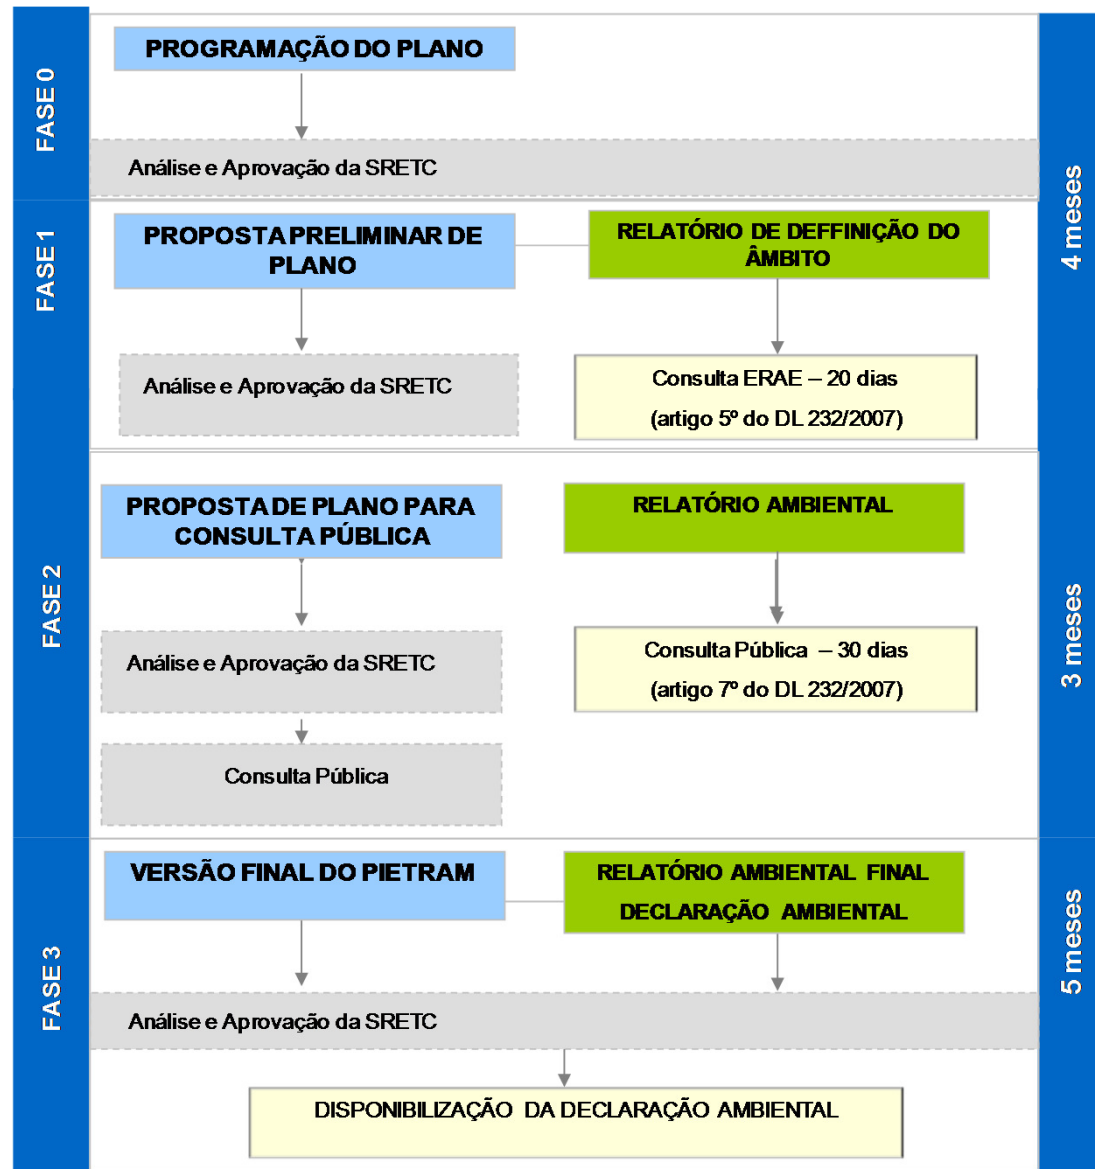 FASE 0
PROGRAMAÇÃO DO PLANO
Análise e Aprovação da SRETC
4 meses
FASE 1
PROPOSTA PRELIMINAR DE
PLANO
RELATÓRIO DE DEFFINIÇÃO DO
ÂMBITO
Análise e Aprovação da SRETC
Consulta ERAE – 20 dias
(artigo 5º do DL 232/2007)
FASE 2
PROPOSTA DE PLANO PARA
CONSULTA PÚBLICA
RELATÓRIO AMBIENTAL
Análise e Aprovação da SRETC
Consulta Pública – 30 dias
(artigo 7º do DL 232/2007)
3 meses
Consulta Pública
FASE 3
VERSÃO FINAL DO PIETRAM
RELATÓRIO AMBIENTAL FINAL
DECLARAÇÃO AMBIENTAL
5 meses
Análise e Aprovação da SRETC
DISPONIBILIZAÇÃO DA DECLARAÇÃO AMBIENTAL